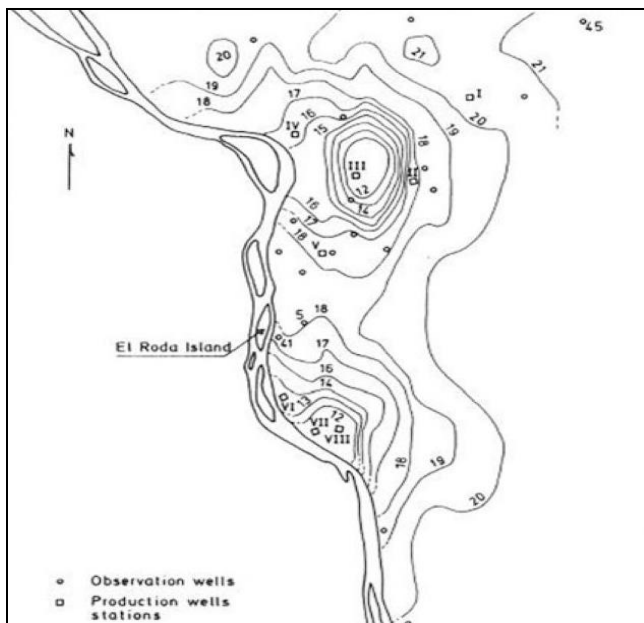 45
20
21
21
19
18
17
I
16
IV
15
18
19
20
III
II
12
14
16
17
18
V
N
5
18
El Roda Island
41
17
16
14
13
VI
12
VII
VIII
18
19
20
Observation wells
Production wells
stations